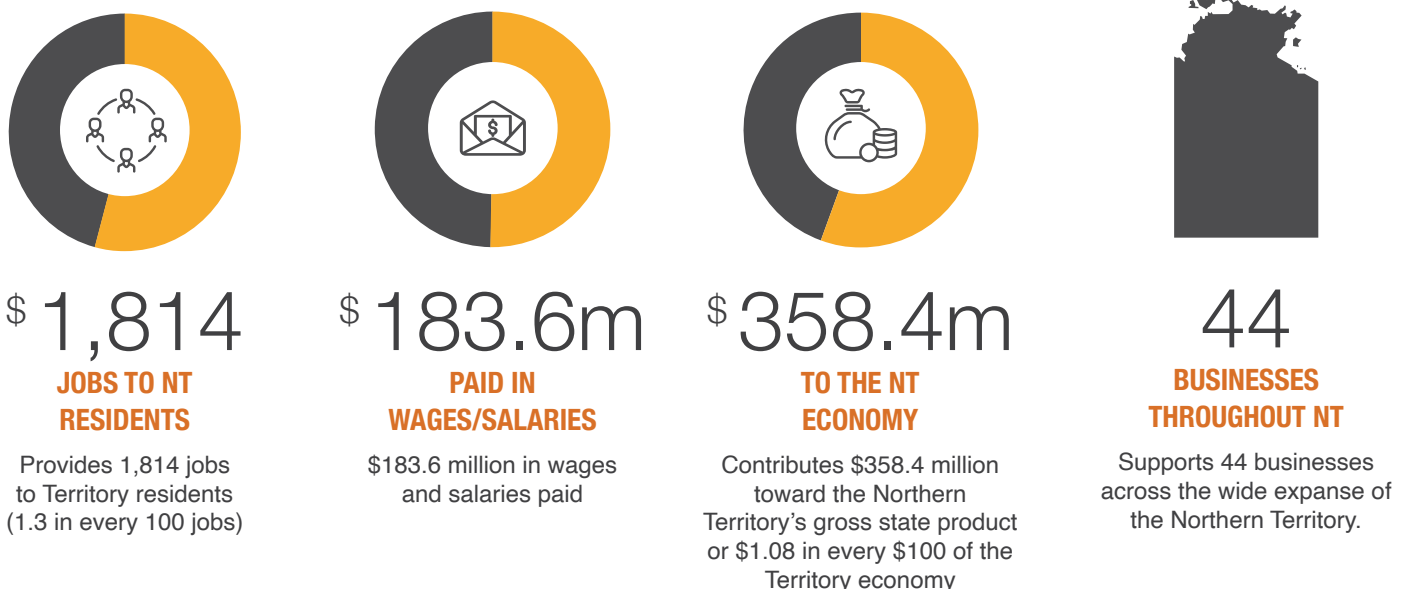 $
$ 1,814
JOBS TO NT
RESIDENTS
Provides 1,814 jobs
to Territory residents
(1.3 in every 100 jobs)
$ 183.6m
PAID IN
WAGES/SALARIES
$183.6 million in wages
and salaries paid
$ 358.4m
TO THE NT
ECONOMY
Contributes $358.4 million
toward the Northern
Territory’s gross state product
or $1.08 in every $100 of the
Territory economy
44
BUSINESSES
THROUGHOUT NT
Supports 44 businesses
across the wide expanse of
the Northern Territory.